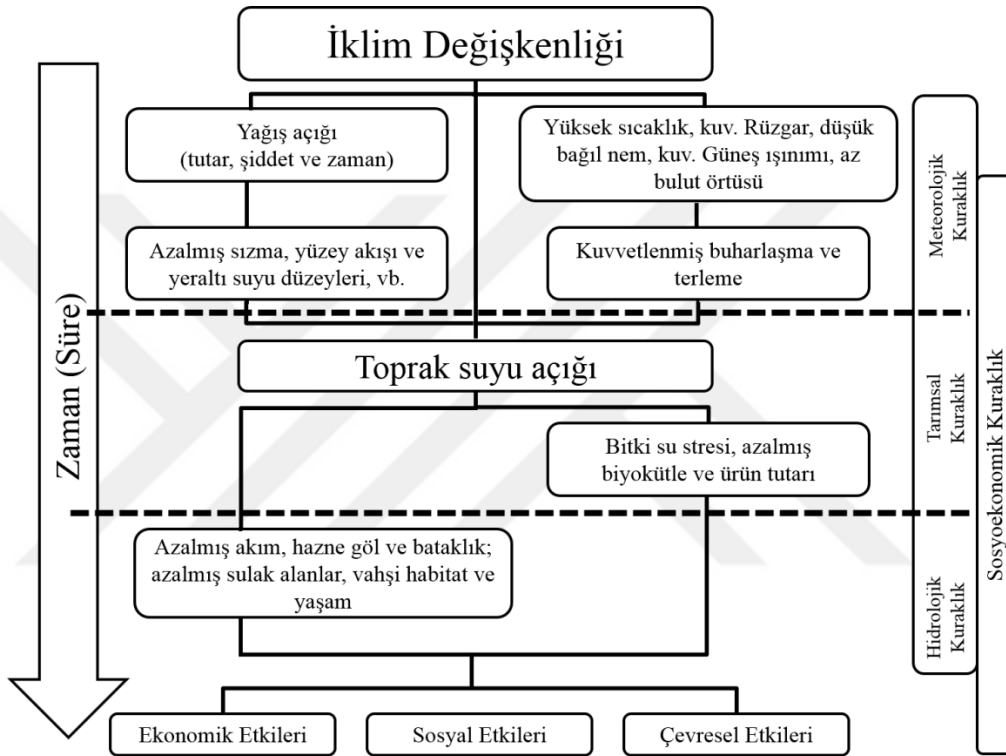 İklim Değişkenliği
Yağış açığı
(tutar, şiddet ve zaman)
Yüksek sıcaklık, kuv. Rüzgar, düşük
bağıl nem, kuv. Güneş ışınımı, az
bulut örtüsü
Azalmış sızma, yüzey akışı ve
yeraltı suyu düzeyleri, vb.
Kuvvetlenmiş buharlaşma ve
terleme
Toprak suyu açığı
Bitki su stresi, azalmış
biyokütle ve ürün tutarı
Azalmış akım, hazne göl ve bataklık;
azalmış sulak alanlar, vahşi habitat ve
yaşam
Ekonomik Etkileri
Sosyal Etkileri
Çevresel Etkileri
Zaman (Süre)
Meteorolojik
Kuraklık
Tarımsal
Kuraklık
Hidrolojik
Kuraklık
Sosyoekonomik Kuraklık